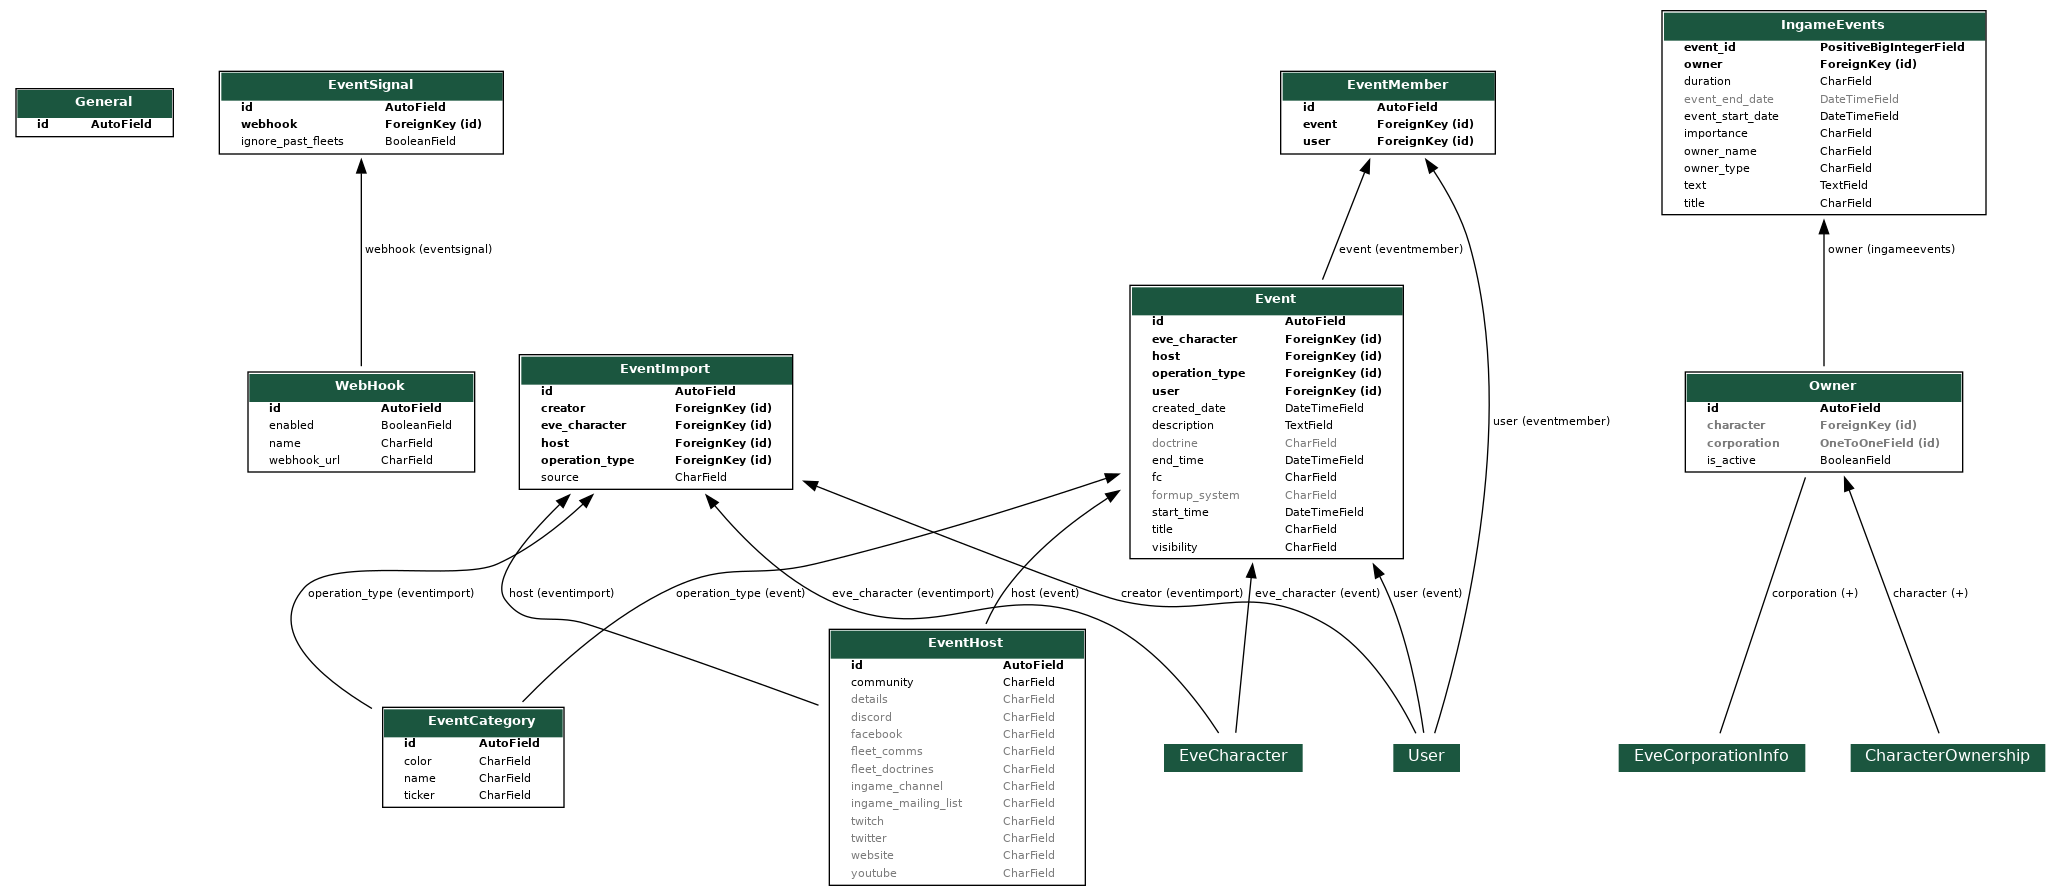 General
id AutoField
EventSignal
id AutoField
webhook ForeignKey (id)
ignore_past_fleets BooleanField
EventMember
id AutoField
event ForeignKey (id)
user ForeignKey (id)
IngameEvents
event_id PositiveBigIntegerField
owner ForeignKey (id)
duration CharField
event_end_date DateTimeField
event_start_date DateTimeField
importance CharField
owner_name CharField
owner_type CharField
text TextField
title CharField
webhook (eventsignal)
event (eventmember)
owner (ingameevents)
WebHook
id AutoField
enabled BooleanField
name CharField
webhook_url CharField
EventImport
id AutoField
creator ForeignKey (id)
eve_character ForeignKey (id)
host ForeignKey (id)
operation_type ForeignKey (id)
source CharField
Event
id AutoField
eve_character ForeignKey (id)
host ForeignKey (id)
operation_type ForeignKey (id)
user ForeignKey (id)
created_date DateTimeField
description TextField
doctrine CharField
end_time DateTimeField
fc CharField
formup_system CharField
start_time DateTimeField
title CharField
visibility CharField
user (eventmember)
Owner
id AutoField
character ForeignKey (id)
corporation OneToOneField (id)
is_active BooleanField
operation_type (eventimport)
host (eventimport)
operation_type (event)
eve_character (eventimport)
host (event)
creator (eventimport)
eve_character (event)
user (event)
corporation (+)
character (+)
EventCategory
id AutoField
color CharField
name CharField
ticker CharField
EventHost
id AutoField
community CharField
details CharField
discord CharField
facebook CharField
fleet_comms CharField
fleet_doctrines CharField
ingame_channel CharField
ingame_mailing_list CharField
twitch CharField
twitter CharField
website CharField
youtube CharField
EveCharacter
User
EveCorporationInfo
CharacterOwnership